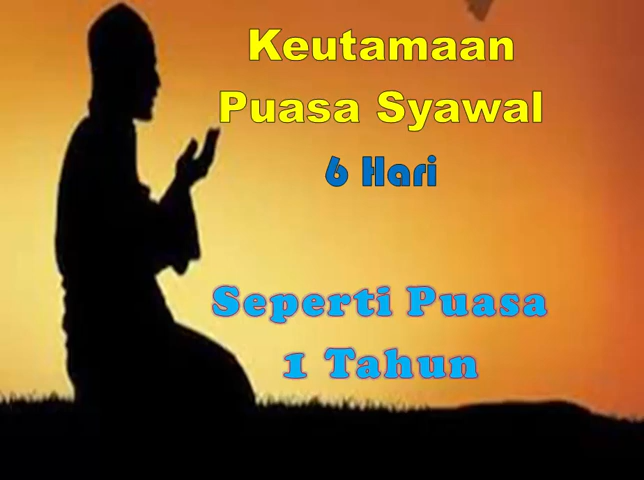 Keutamaan
Puasa Syawal
6 Hari
Seperti Puasa
1 Tahun